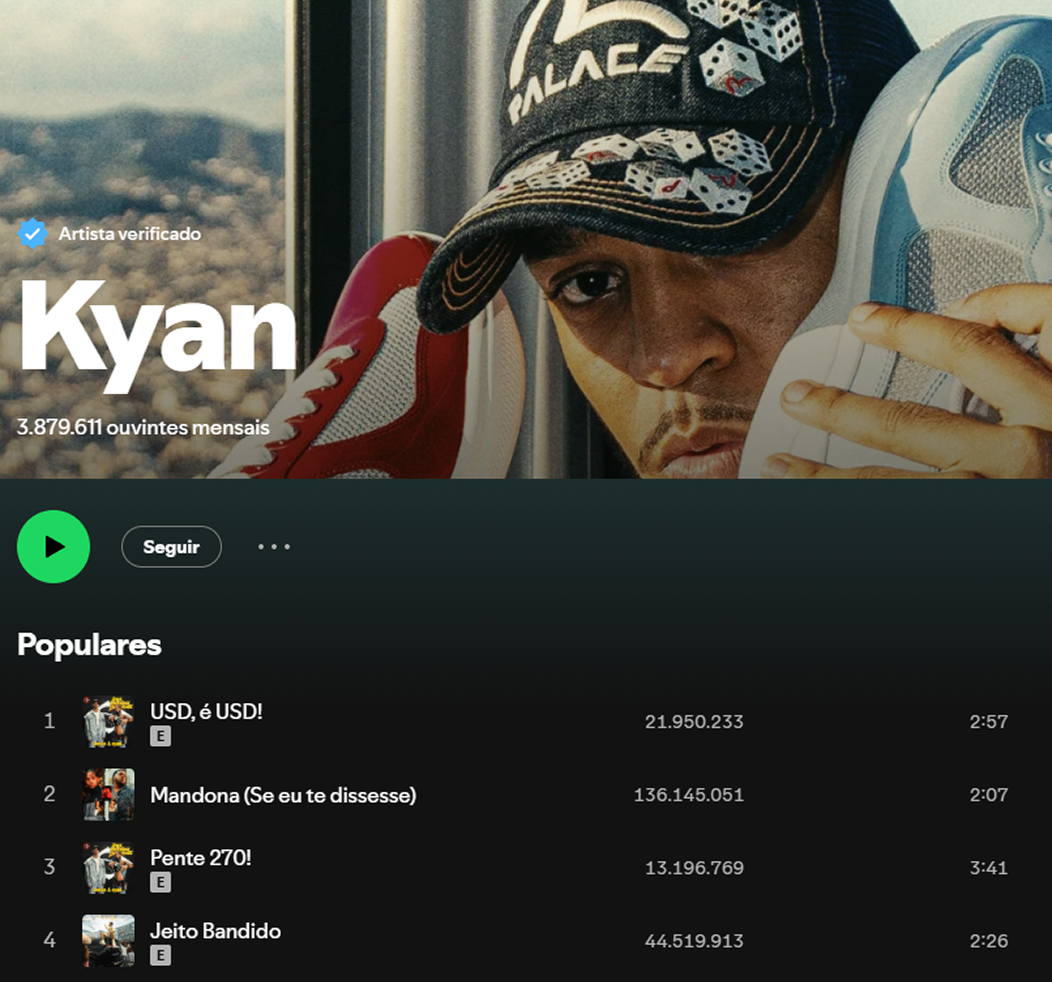 PALACE
Artista verificado
Kyan
3.879.611 ouvintes mensais
Seguir
Populares
1 USD, é USD! 21.950.233 2:57
E
2 Mandona (Se eu te dissesse) 136.145.051 2:07
3 Pente 270! 13.196.769 3:41
E
4 Jeito Bandido 44.519.913 2:26
E